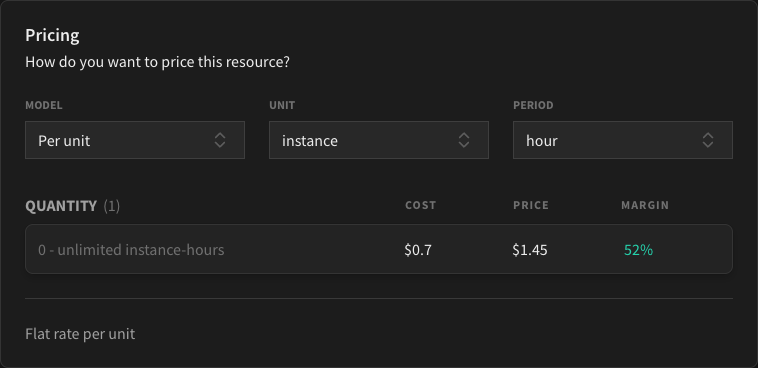 Pricing
How do you want to price this resource?
MODEL UNIT PERIOD
Per unit instance hour
QUANTITY (1) COST PRICE MARGIN
0 - unlimited instance-hours $0.7 $1.45 52%
Flat rate per unit